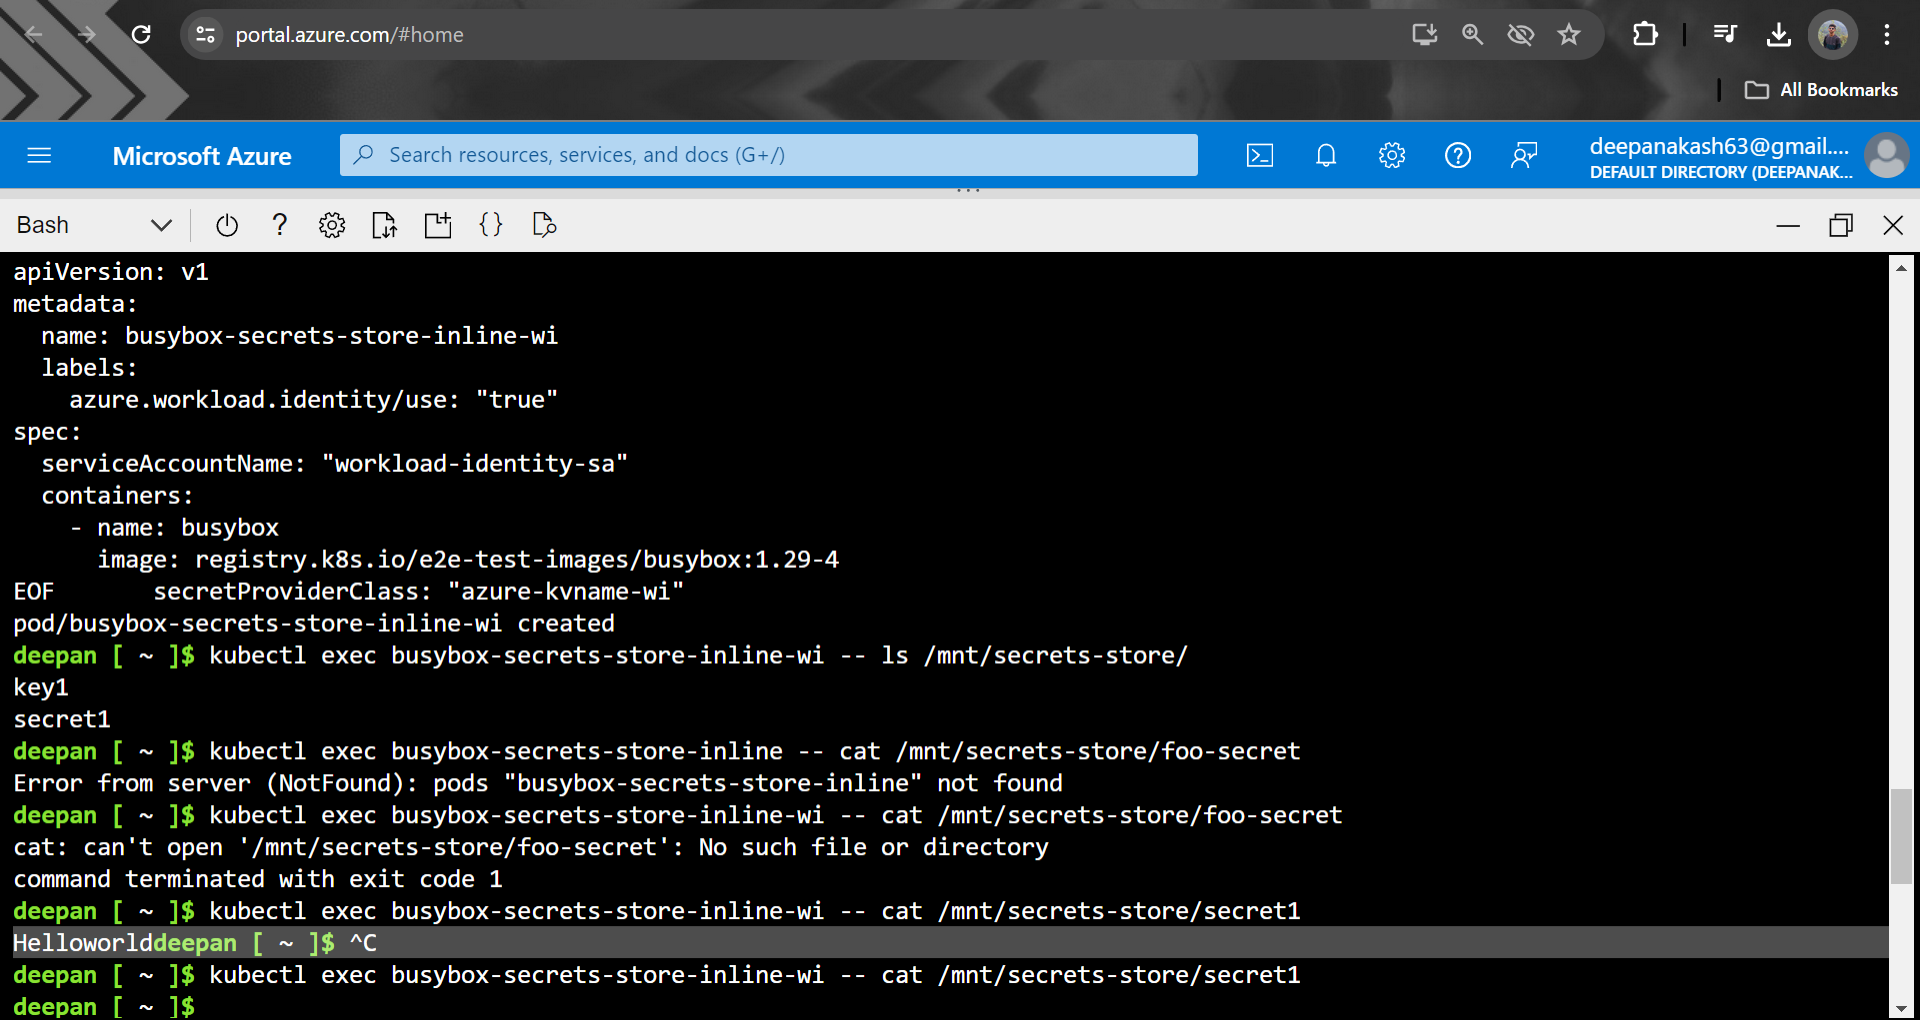 portal.azure.com/#home
All Bookmarks
Microsoft Azure
Search resources, services, and docs (G+/)
deepanakash63@gmail....
DEFAULT DIRECTORY (DEEPANAK...
Bash
apiVersion: v1
metadata:
  name: busybox-secrets-store-inline-wi
  labels:
    azure.workload.identity/use: "true"
spec:
  serviceAccountName: "workload-identity-sa"
  containers:
    - name: busybox
      image: registry.k8s.io/e2e-test-images/busybox:1.29-4
EOF       secretProviderClass: "azure-kvname-wi"
pod/busybox-secrets-store-inline-wi created
deepan [ ~ ]$ kubectl exec busybox-secrets-store-inline-wi -- ls /mnt/secrets-store/
key1
secret1
deepan [ ~ ]$ kubectl exec busybox-secrets-store-inline -- cat /mnt/secrets-store/foo-secret
Error from server (NotFound): pods "busybox-secrets-store-inline" not found
deepan [ ~ ]$ kubectl exec busybox-secrets-store-inline-wi -- cat /mnt/secrets-store/foo-secret
cat: can't open '/mnt/secrets-store/foo-secret': No such file or directory
command terminated with exit code 1
deepan [ ~ ]$ kubectl exec busybox-secrets-store-inline-wi -- cat /mnt/secrets-store/secret1
Helloworlddeepan [ ~ ]$ ^C
deepan [ ~ ]$ kubectl exec busybox-secrets-store-inline-wi -- cat /mnt/secrets-store/secret1
deepan [ ~ ]$